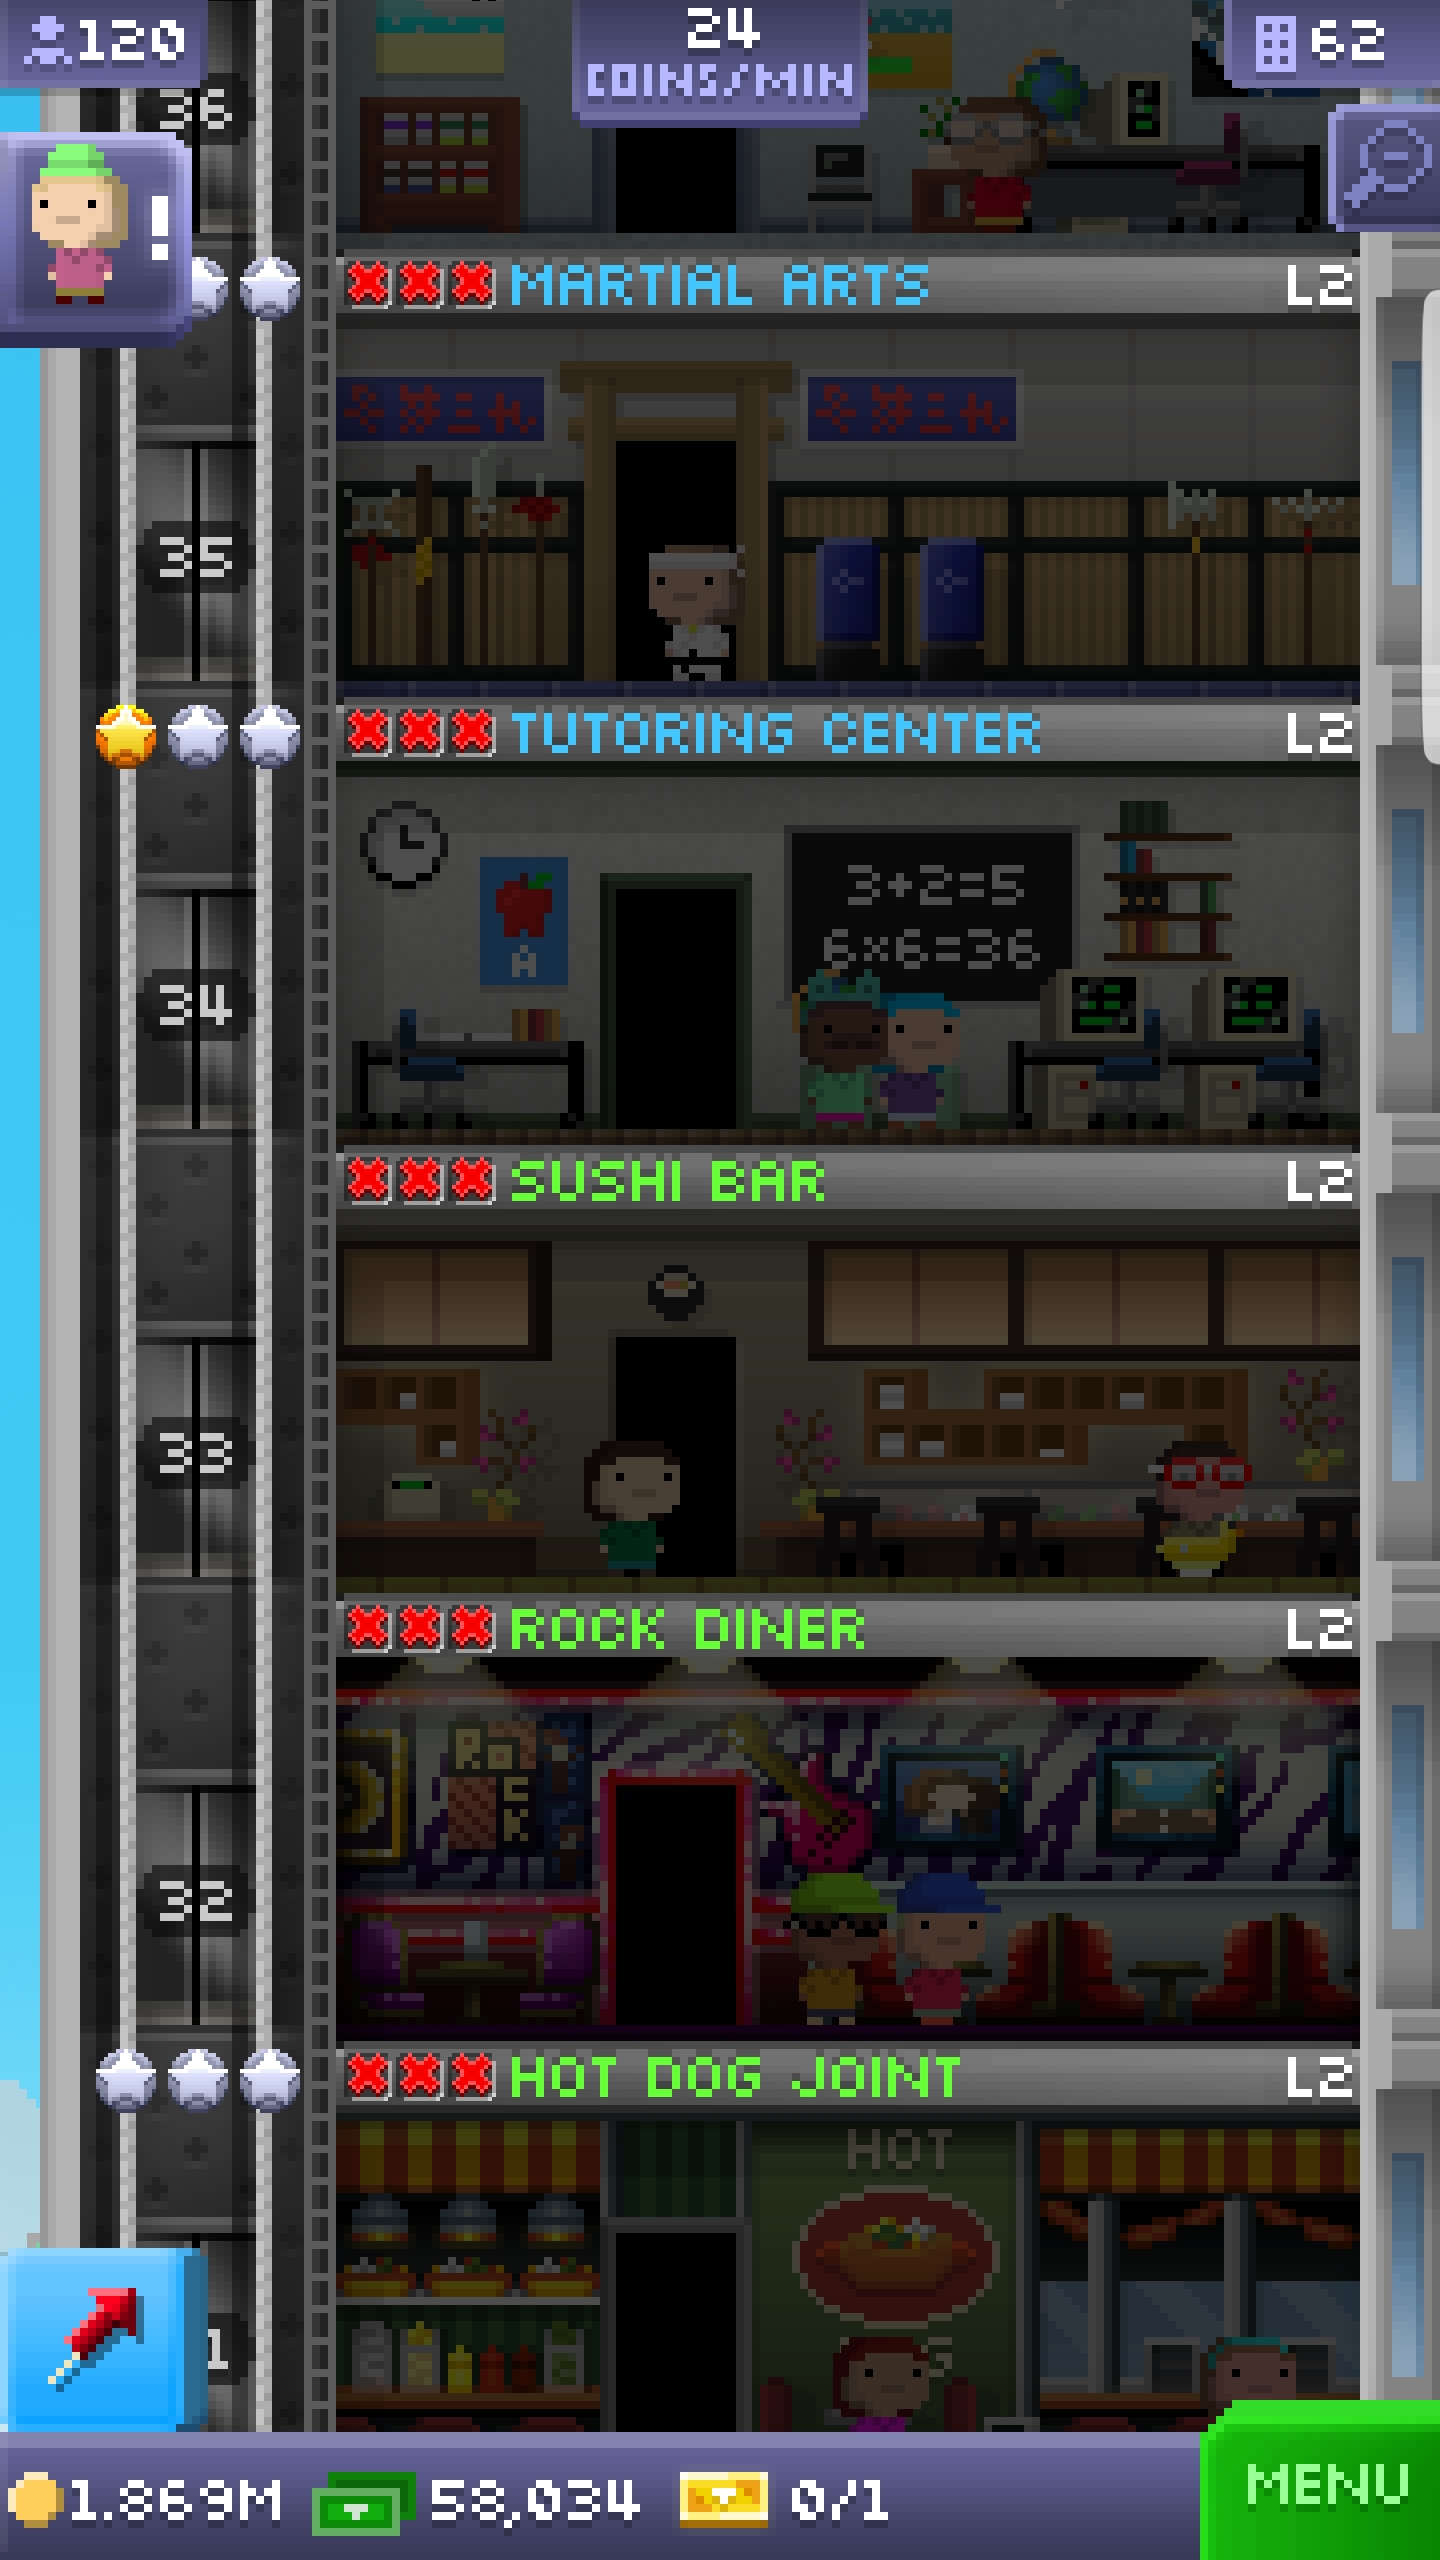 120
24
COINS/MIN
62
36
!
MARTIAL ARTS L2
35
TUTORING CENTER L2
3+2=5
6×6=36
A
34
SUSHI BAR L2
33
ROCK DINER L2
32
HOT DOG JOINT L2
HOT
1
1.869M 58,034 0/1
MENU